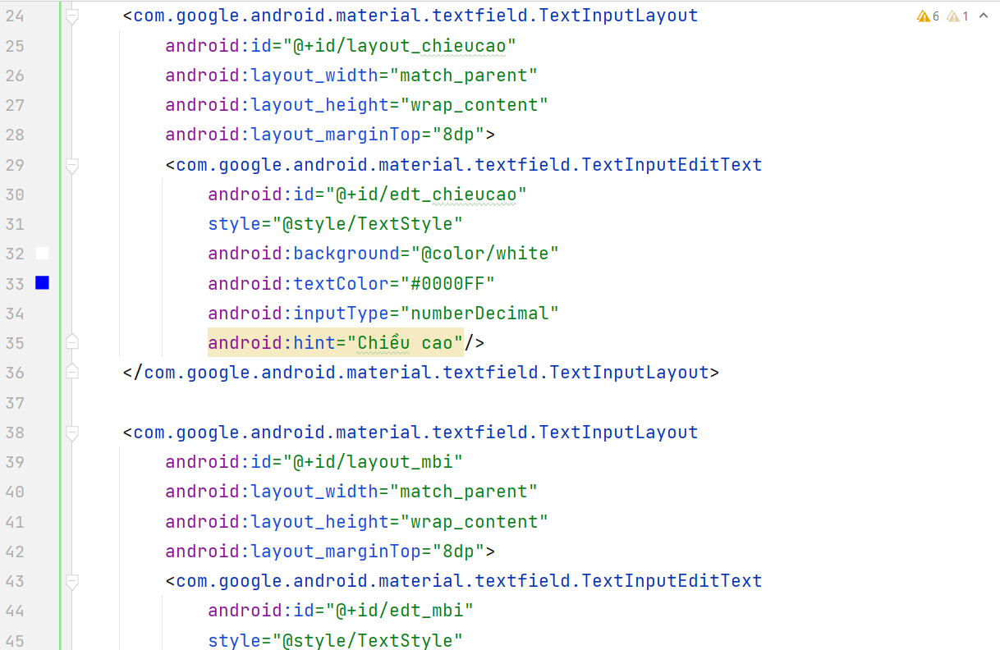 24 <com.google.android.material.textfield.TextInputLayout 6 1
25 android:id="@+id/layout_chieucao"
26 android:layout_width="match_parent"
27 android:layout_height="wrap_content"
28 android:layout_marginTop="8dp">
29 <com.google.android.material.textfield.TextInputEditText
30 android:id="@+id/edt_chieucao"
31 style="@style/TextStyle"
32 android:background="@color/white"
33 android:textColor="#0000FF"
34 android:inputType="numberDecimal"
35 android:hint="Chiều cao"/>
36 </com.google.android.material.textfield.TextInputLayout>
37
38 <com.google.android.material.textfield.TextInputLayout
39 android:id="@+id/layout_mbi"
40 android:layout_width="match_parent"
41 android:layout_height="wrap_content"
42 android:layout_marginTop="8dp">
43 <com.google.android.material.textfield.TextInputEditText
44 android:id="@+id/edt_mbi"
45 style="@style/TextStyle"